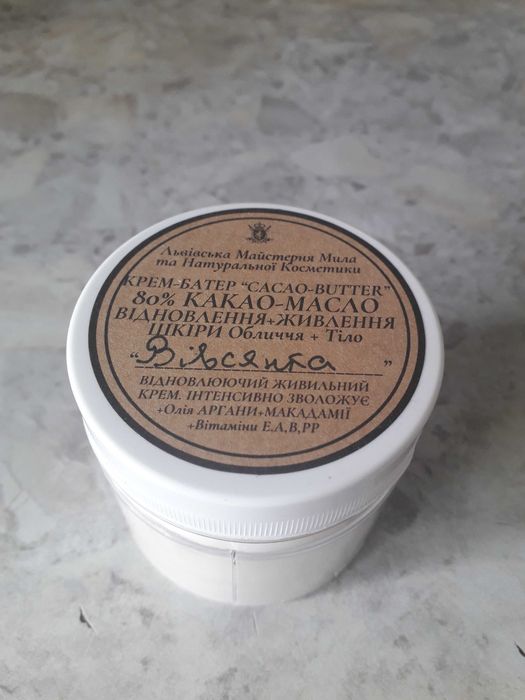 Львівська Майстерня Мила
та Натуральної Косметики
КРЕМ-БАТЕР "CACAO-BUTTER"
80% КАКАО-МАСЛО
ВІДНОВЛЕННЯ+ЖИВЛЕННЯ
ШКІРИ Обличчя + Тіло
"Вівсянка"
ВІДНОВЛЮЮЧИЙ ЖИВИЛЬНИЙ
КРЕМ. ІНТЕНСИВНО ЗВОЛОЖУЄ
+Олія АРГАНИ+МАКАДАМІЇ
+Вітаміни Е,А,В,РР